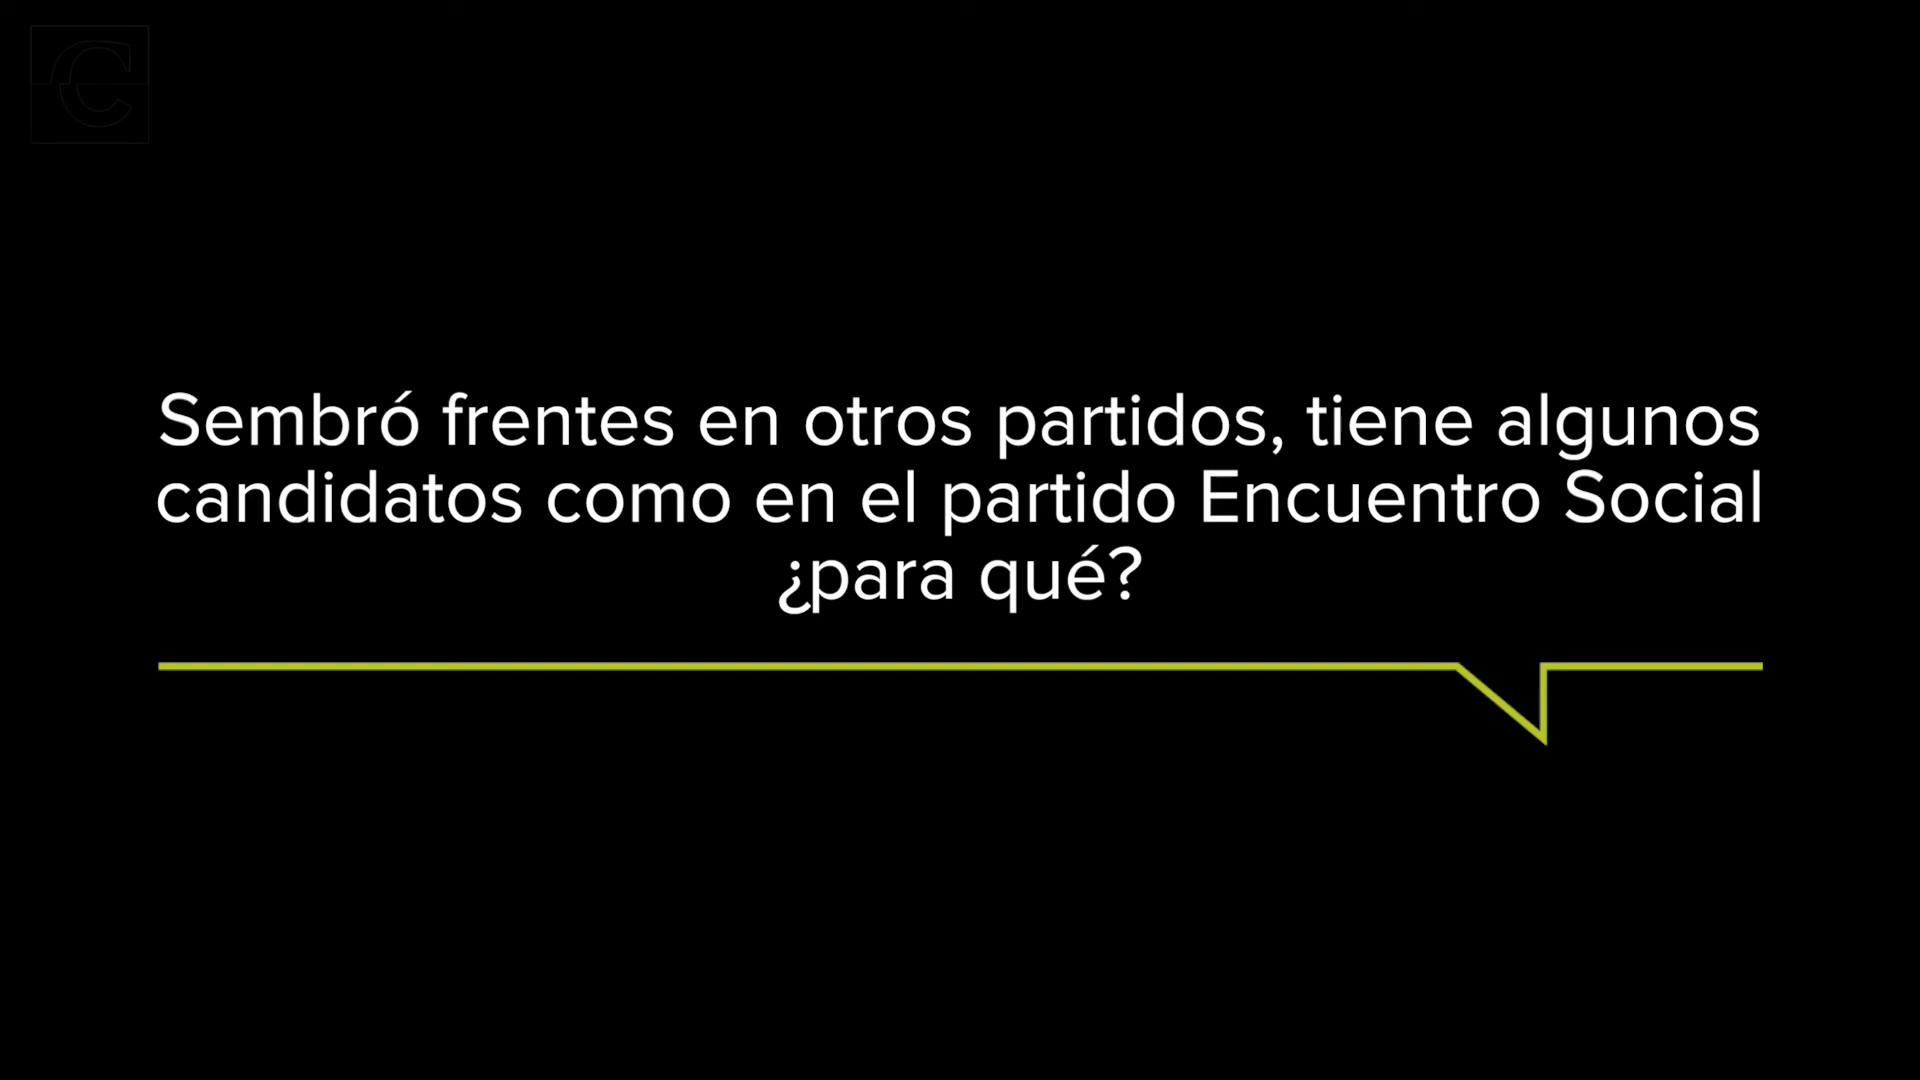 Sembró frentes en otros partidos, tiene algunos
candidatos como en el partido Encuentro Social
¿para qué?